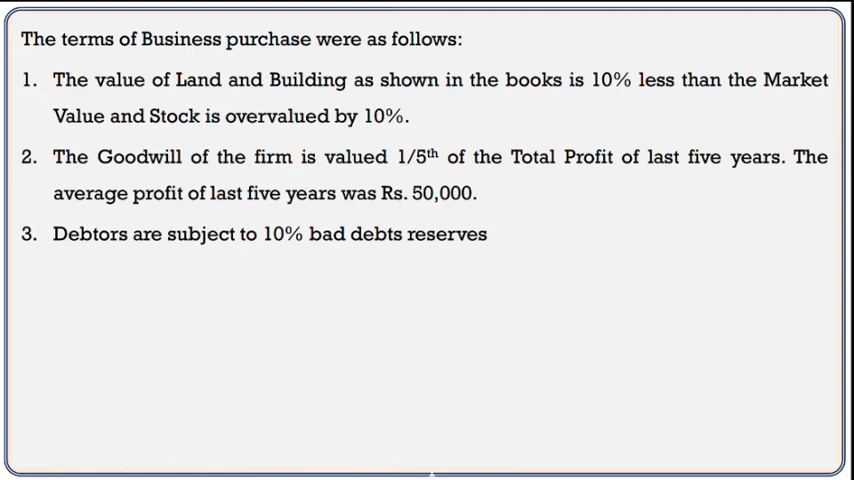 The terms of Business purchase were as follows:
1. The value of Land and Building as shown in the books is 10% less than the Market
Value and Stock is overvalued by 10%.
2. The Goodwill of the firm is valued 1/5th of the Total Profit of last five years. The
average profit of last five years was Rs. 50,000.
3. Debtors are subject to 10% bad debts reserves